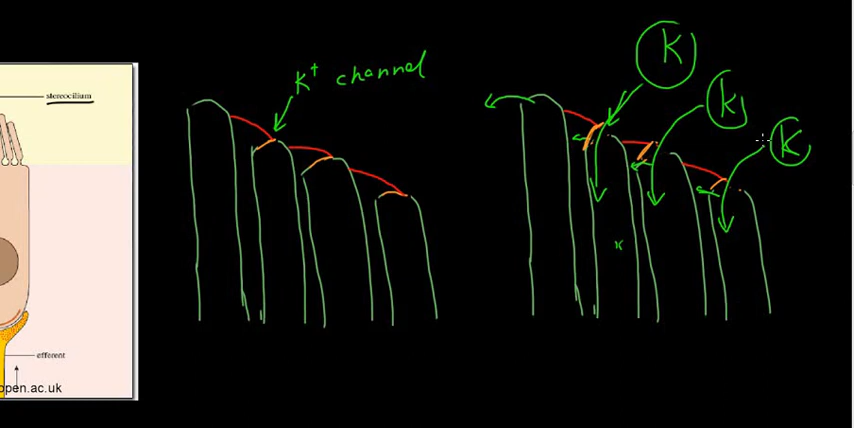 stereocilium
efferent
open.ac.uk
K+ channel
K
K
K
K